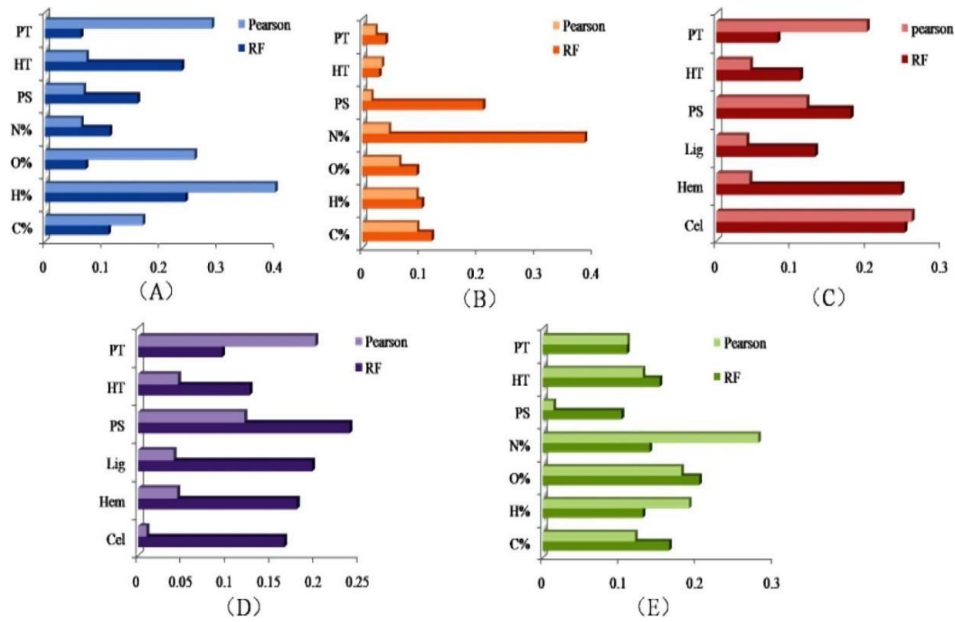 PT
HT
PS
N%
O%
H%
C%
Pearson
RF
0 0.1 0.2 0.3 0.4
(A)
PT
HT
PS
N%
O%
H%
C%
Pearson
RF
0 0.1 0.2 0.3 0.4
(B)
PT
HT
PS
Lig
Hem
Cel
pearson
RF
0 0.1 0.2 0.3
(C)
PT
HT
PS
Lig
Hem
Cel
Pearson
RF
0 0.05 0.1 0.15 0.2 0.25
(D)
PT
HT
PS
N%
O%
H%
C%
Pearson
RF
0 0.1 0.2 0.3
(E)